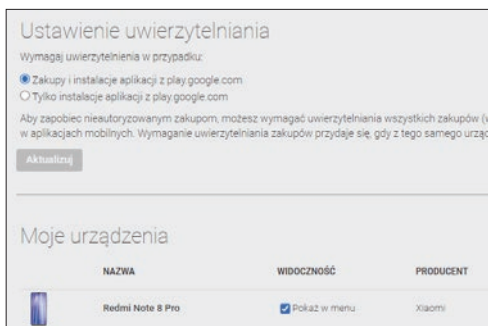 Ustawienie uwierzytelniania
Wymagaj uwierzytelnienia w przypadku:
Zakupy i instalacje aplikacji z play.google.com
Tylko instalacje aplikacji z play.google.com
Aby zapobiec nieautoryzowanym zakupom, możesz wymagać uwierzytelniania wszystkich zakupów (w
w aplikacjach mobilnych. Wymaganie uwierzytelniania zakupów przydaje się, gdy z tego samego urząd
Aktualizuj
Moje urządzenia
NAZWA WIDOCZNOŚĆ PRODUCENT
Redmi Note 8 Pro Pokaż w menu Xiaomi